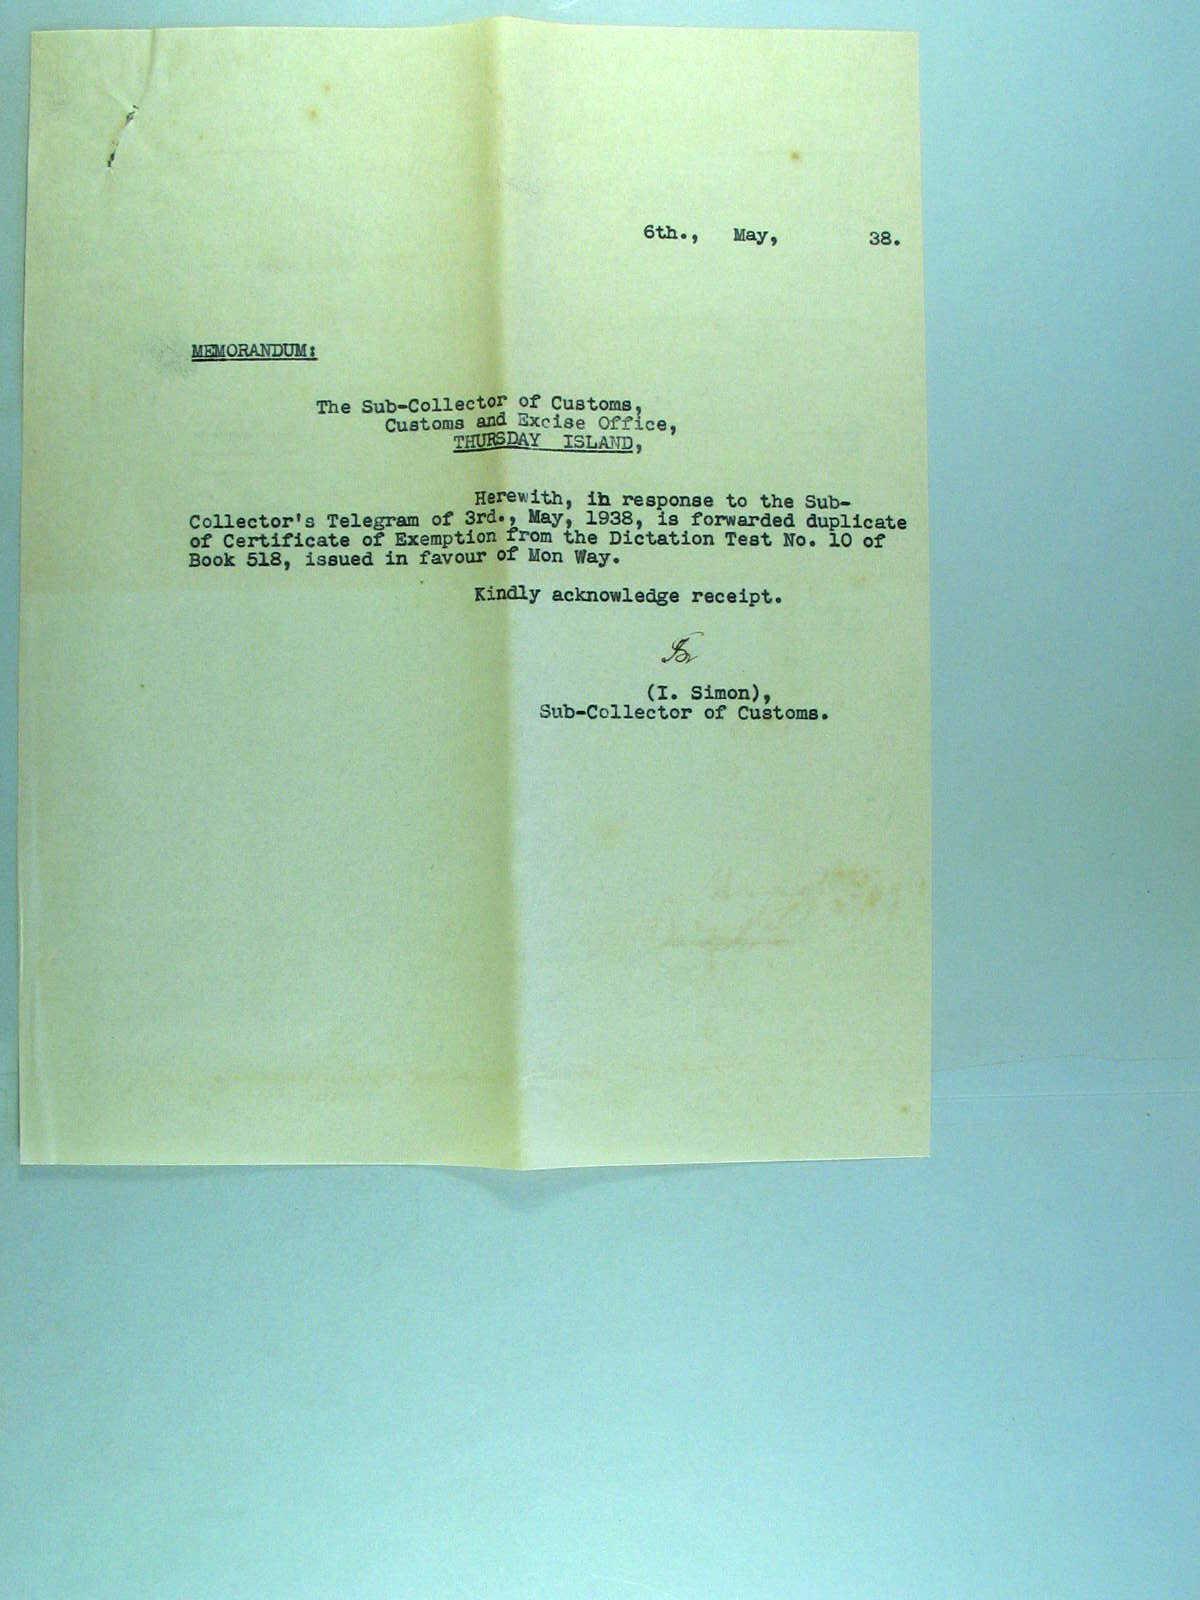 6th., May, 38.
MEMORANDUM:
The Sub-Collector of Customs,
Customs and Excise Office,
THURSDAY ISLAND,
Herewith, in response to the Sub-
Collector's Telegram of 3rd., May, 1938, is forwarded duplicate
of Certificate of Exemption from the Dictation Test No. 10 of
Book 518, issued in favour of Mon Way.
Kindly acknowledge receipt.
(I. Simon),
Sub-Collector of Customs.